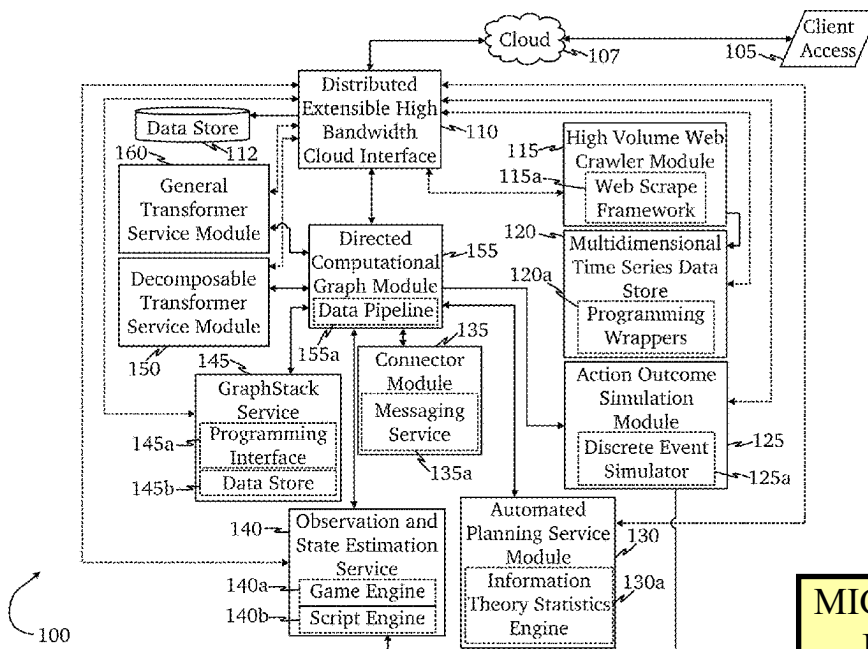 Cloud
107
105
Client
Access
Distributed
Extensible High
Bandwidth
Cloud Interface
110
Data Store
112
160
General
Transformer
Service Module
Decomposable
Transformer
Service Module
150
Directed
Computational
Graph Module
155
Data Pipeline
155a
115
High Volume Web
Crawler Module
115a
Web Scrape
Framework
120
Multidimensional
Time Series Data
Store
120a
Programming
Wrappers
135
Connector
Module
Messaging
Service
135a
145
GraphStack
Service
145a
Programming
Interface
145b
Data Store
Action Outcome
Simulation
Module
125
Discrete Event
Simulator
125a
140
Observation and
State Estimation
Service
140a
Game Engine
140b
Script Engine
Automated
Planning Service
Module
130
Information
Theory Statistics
Engine
130a
100